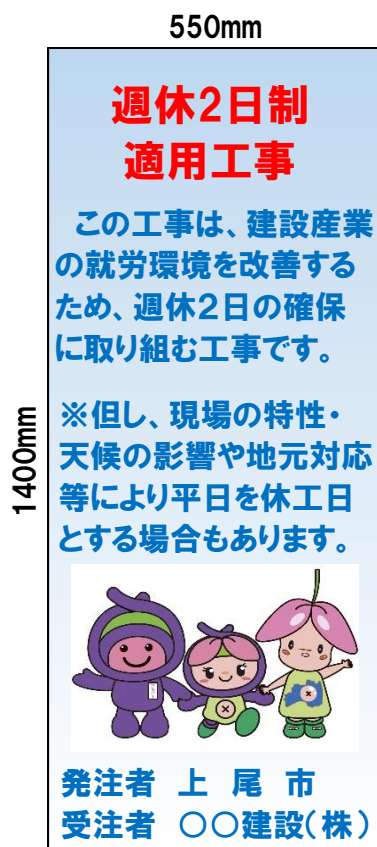 550mm
週休2日制
適用工事
この工事は、建設産業
の就労環境を改善する
ため、週休2日の確保
に取り組む工事です。
1400mm
※但し、現場の特性・
天候の影響や地元対応
等により平日を休工日
とする場合もあります。
発注者 上 尾 市
受注者 ○○建設(株)